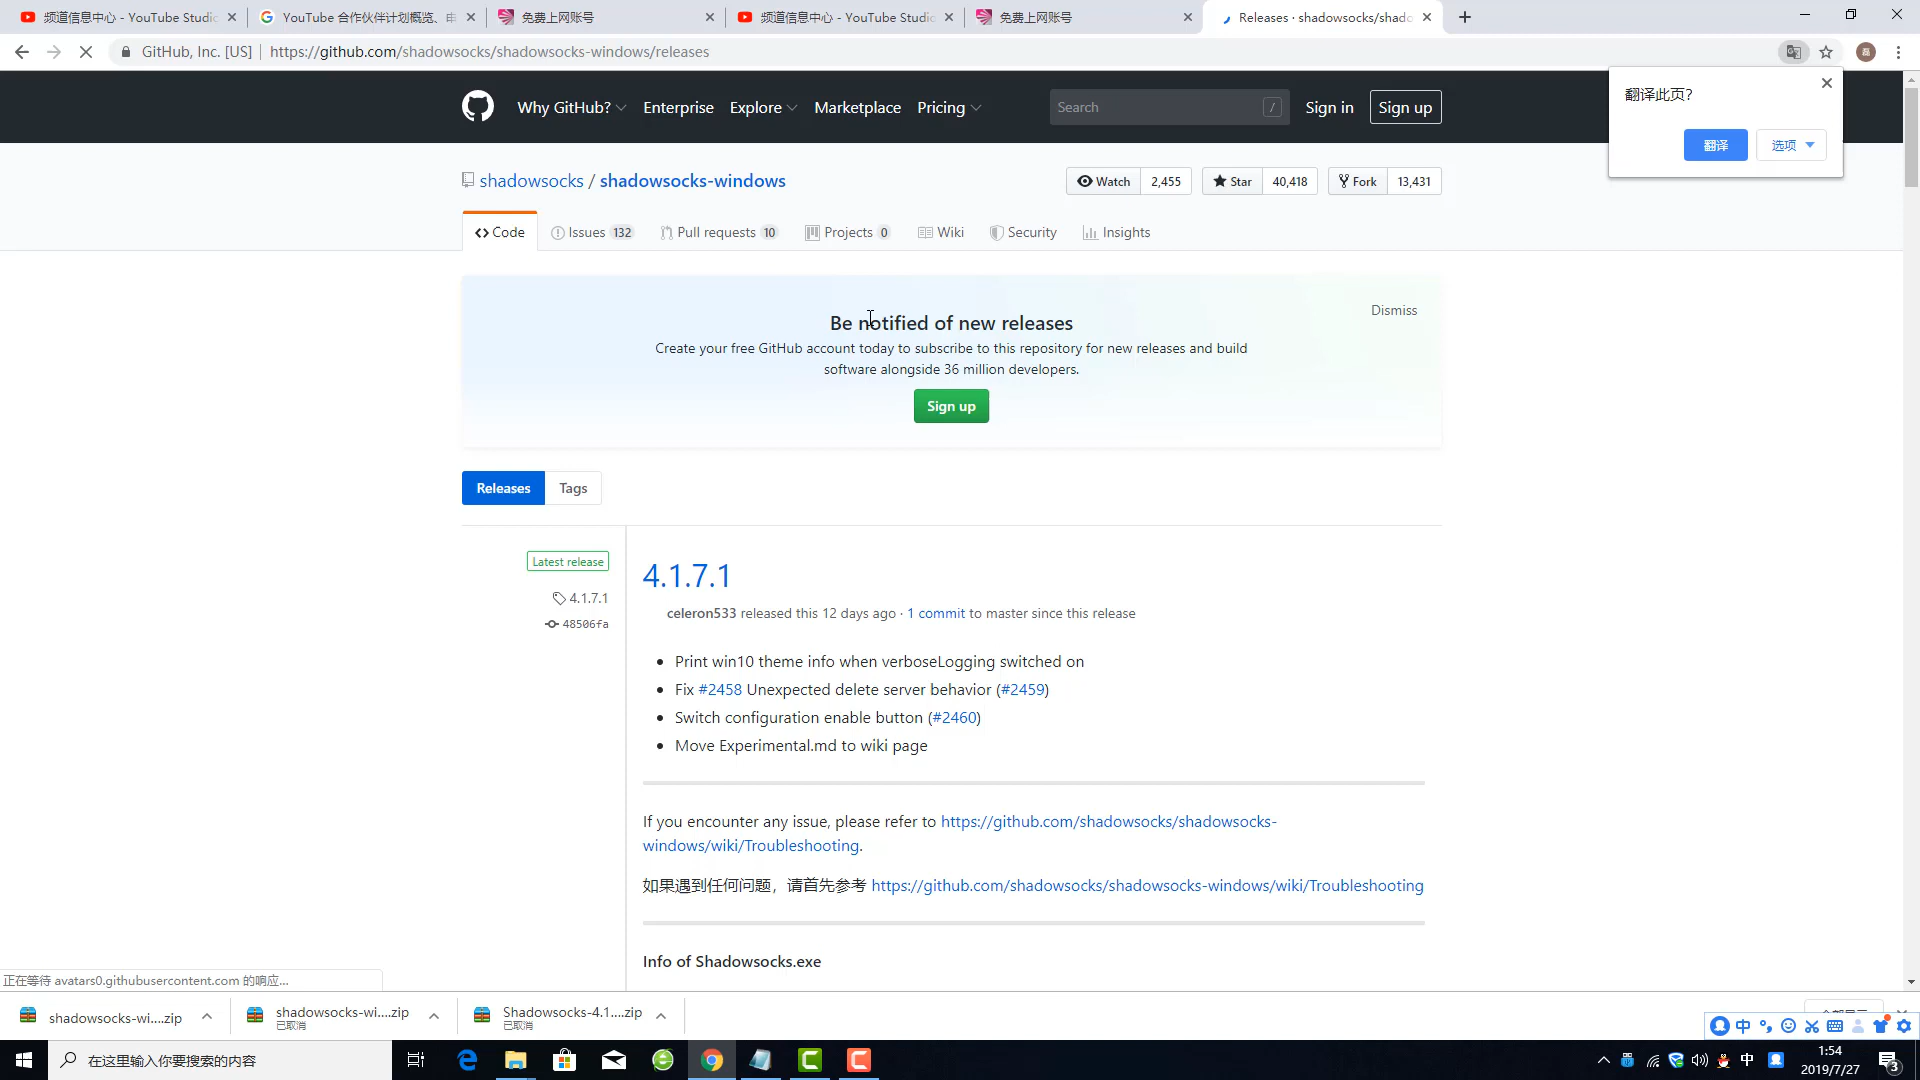 频道信息中心 - YouTube Studio
YouTube 合作伙伴计划概览、申
免费上网账号
频道信息中心 - YouTube Studio
免费上网账号
Releases · shadowsocks/shado
GitHub, Inc. [US] | https://github.com/shadowsocks/shadowsocks-windows/releases
翻译此页?
翻译 选项
Why GitHub? Enterprise Explore Marketplace Pricing Search / Sign in Sign up
shadowsocks / shadowsocks-windows
Watch 2,455 Star 40,418 Fork 13,431
Code Issues 132 Pull requests 10 Projects 0 Wiki Security Insights
Be notified of new releases
Dismiss
Create your free GitHub account today to subscribe to this repository for new releases and build
software alongside 36 million developers.
Sign up
Releases Tags
Latest release
4.1.7.1
48506fa
4.1.7.1
celeron533 released this 12 days ago · 1 commit to master since this release
Print win10 theme info when verboseLogging switched on
Fix #2458 Unexpected delete server behavior (#2459)
Switch configuration enable button (#2460)
Move Experimental.md to wiki page
If you encounter any issue, please refer to https://github.com/shadowsocks/shadowsocks-
windows/wiki/Troubleshooting.
如果遇到任何问题，请首先参考 https://github.com/shadowsocks/shadowsocks-windows/wiki/Troubleshooting
Info of Shadowsocks.exe
正在等待 avatars0.githubusercontent.com 的响应...
shadowsocks-wi....zip
shadowsocks-wi....zip
已取消
Shadowsocks-4.1....zip
已取消
中
在这里输入你要搜索的内容
中
1:54
2019/7/27
3